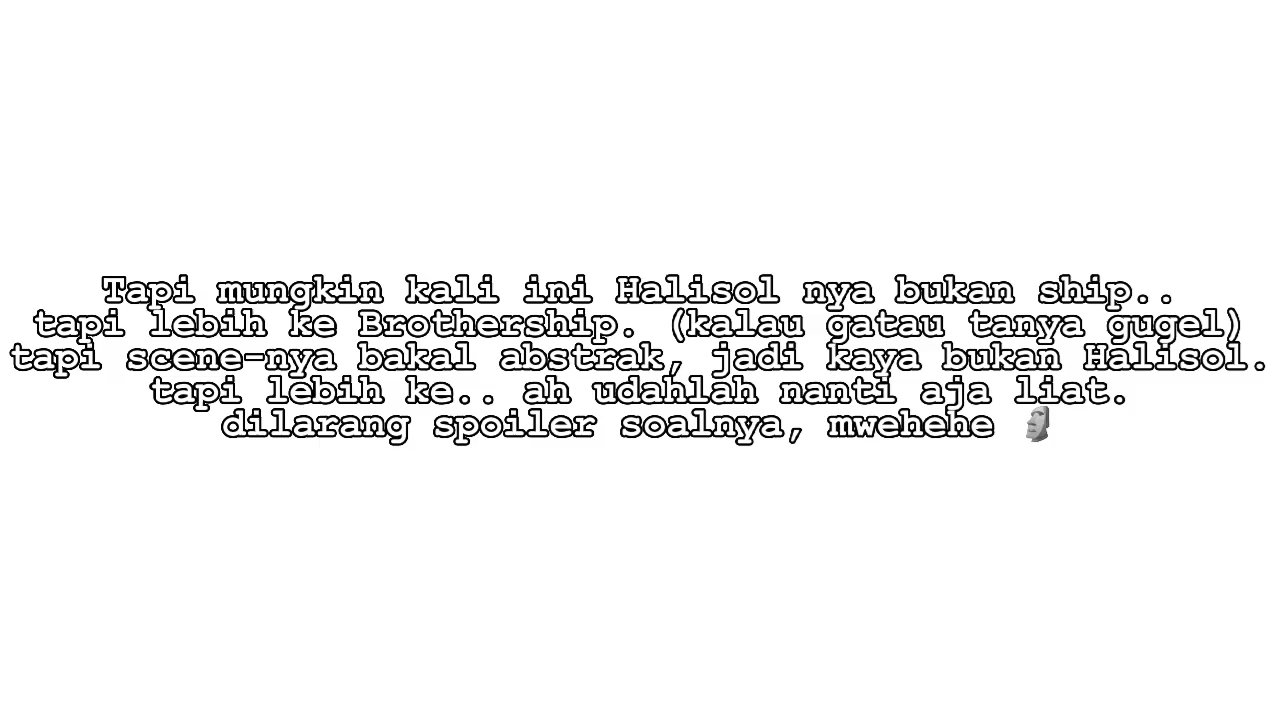 Tapi mungkin kali ini Halisol nya bukan ship..
tapi lebih ke Brothership. (kalau gatau tanya gugel)
tapi scene-nya bakal abstrak, jadi kaya bukan Halisol.
tapi lebih ke.. ah udahlah nanti aja liat.
dilarang spoiler soalnya, mwehehe 🗿